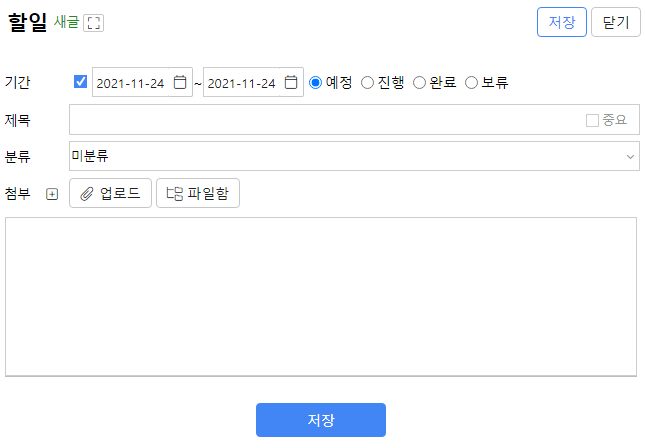 할일 새글 저장 닫기
기간 2021-11-24 ~ 2021-11-24 예정 진행 완료 보류
제목 중요
분류 미분류
첨부 업로드 파일함
저장